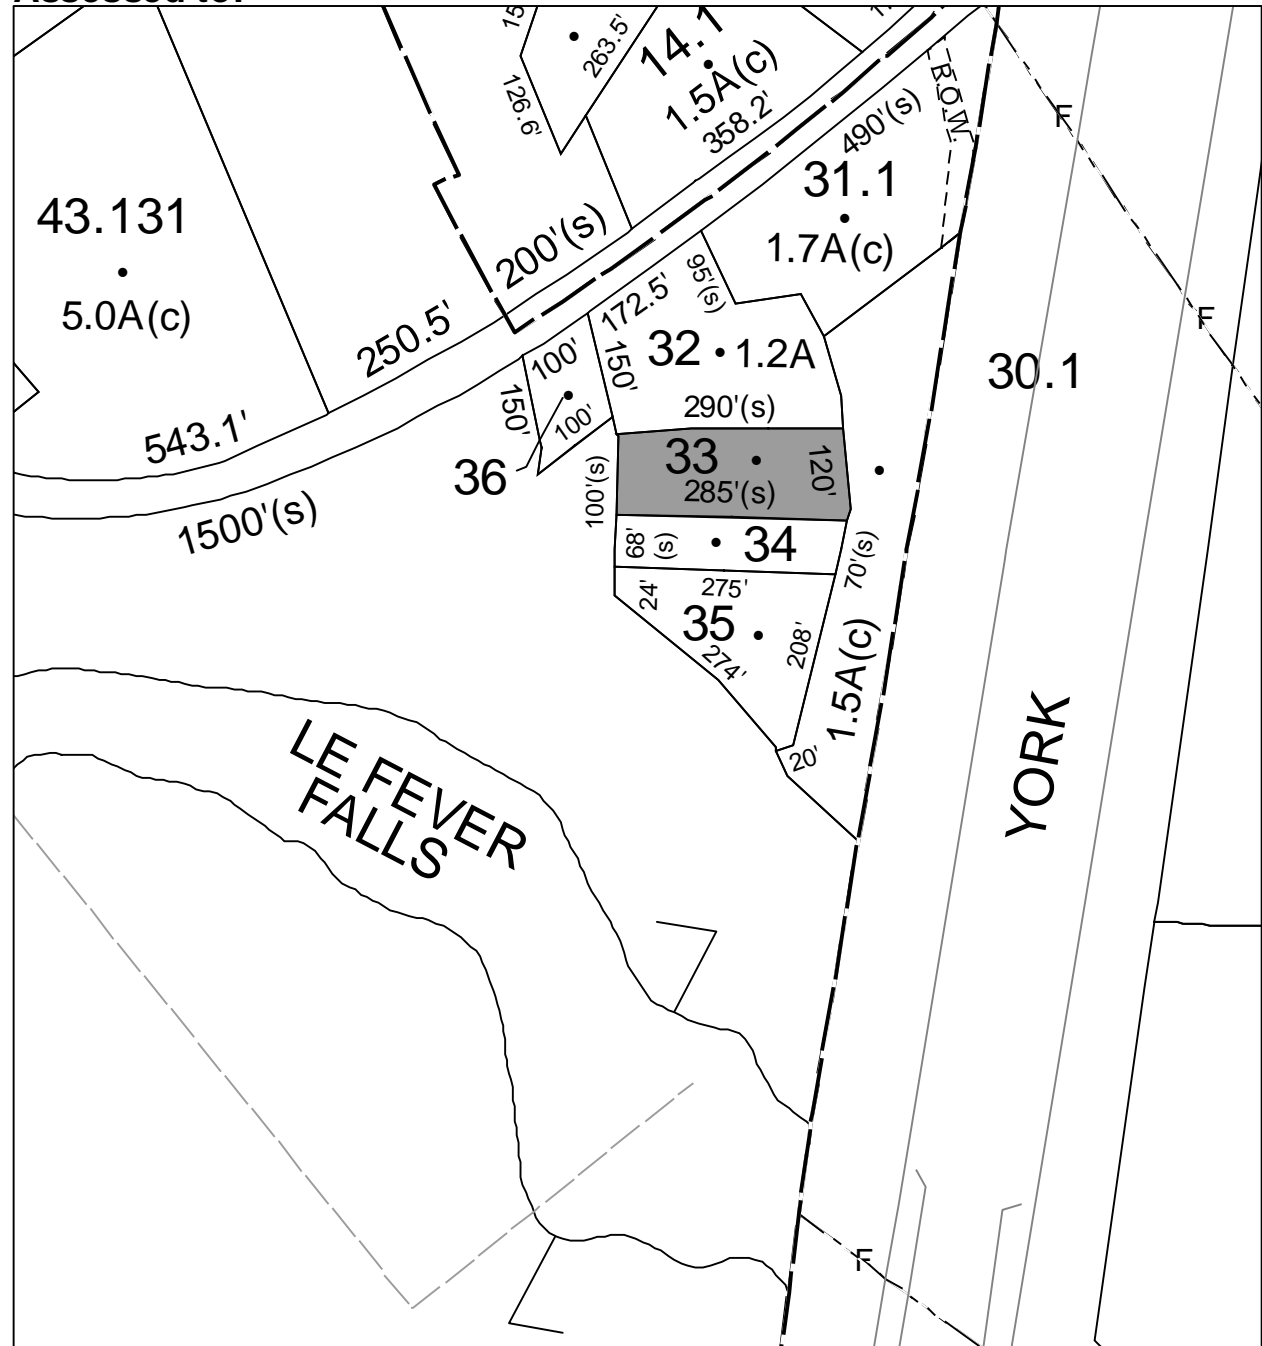 263.5'
126.6'
14.1
1.5A(c)
358.2'
490'(s)
R.O.W.
F
31.1
1.7A(c)
43.131
5.0A(c)
200'(s)
250.5'
543.1'
1500'(s)
172.5'
95'(s)
32
1.2A
150'
290'(s)
100'
150'
100'
36
F
30.1
33
285'(s)
120'
100'(s)
68'
(s)
34
70'(s)
275'
24'
35
208'
274'
20'
1.5A(c)
YORK
LE FEVER
FALLS
F